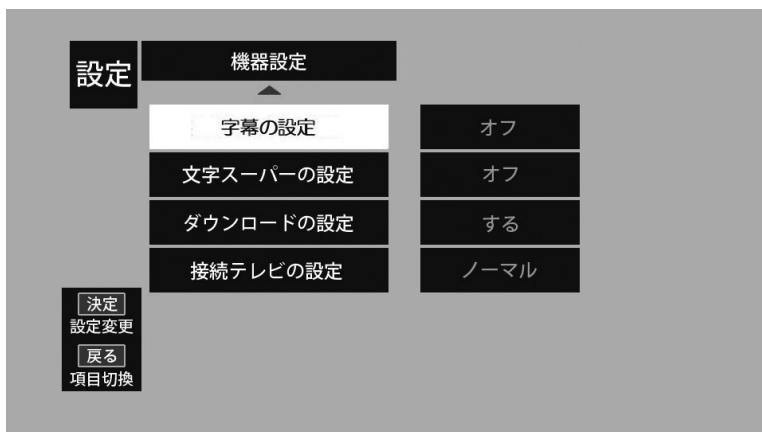 設定
機器設定
字幕の設定 オフ
文字スーパーの設定 オフ
ダウンロードの設定 する
接続テレビの設定 ノーマル
決定
設定変更
戻る
項目切換